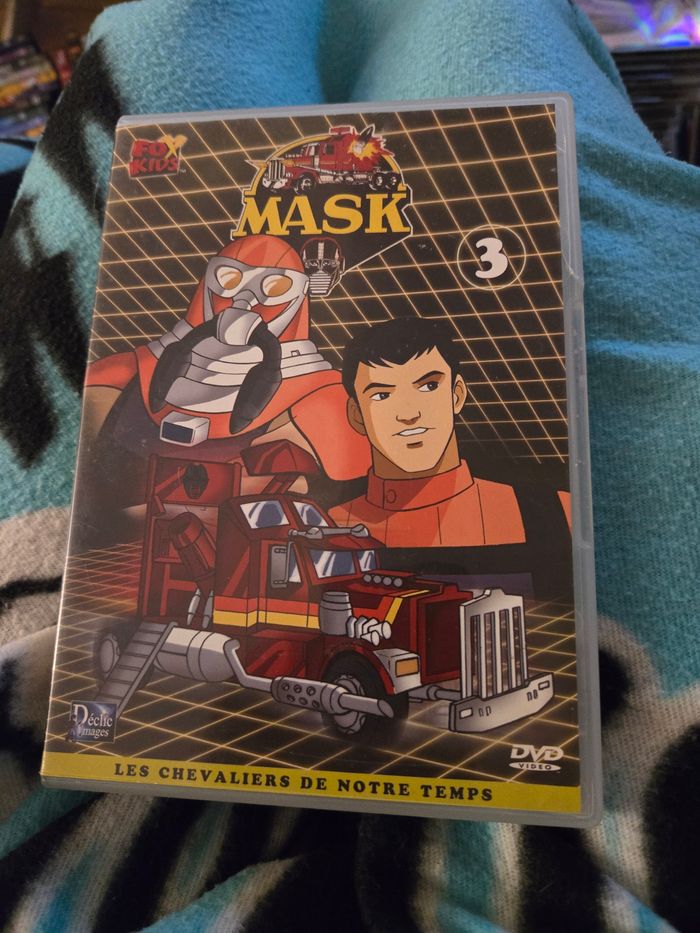 FOX
KIDS
MASK
3
Déclic
Images
DVD
VIDEO
LES CHEVALIERS DE NOTRE TEMPS